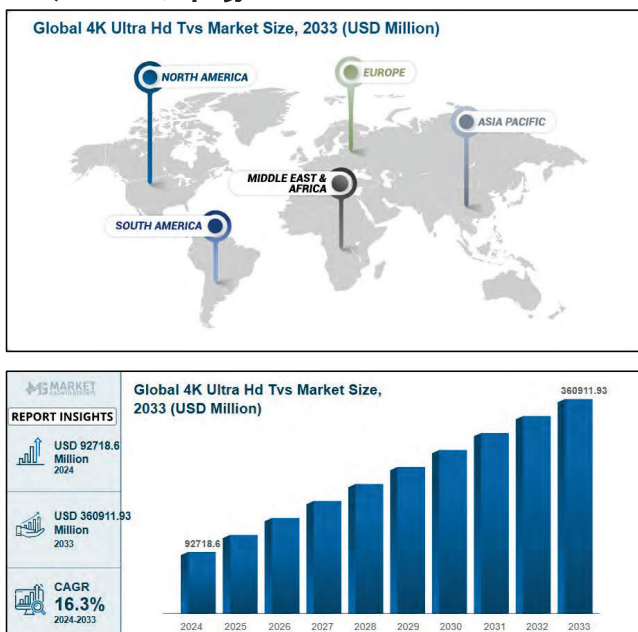 Global 4K Ultra Hd Tvs Market Size, 2033 (USD Million)
NORTH AMERICA
EUROPE
ASIA PACIFIC
MIDDLE EAST &
AFRICA
SOUTH AMERICA
MARKET
GROWTH REPORTS
REPORT INSIGHTS
USD 92718.6
Million
2024
USD 360911.93
Million
2033
CAGR
16.3%
2024-2033
Global 4K Ultra Hd Tvs Market Size,
2033 (USD Million)
360911.93
92718.6
2024 2025 2026 2027 2028 2029 2030 2031 2032 2033